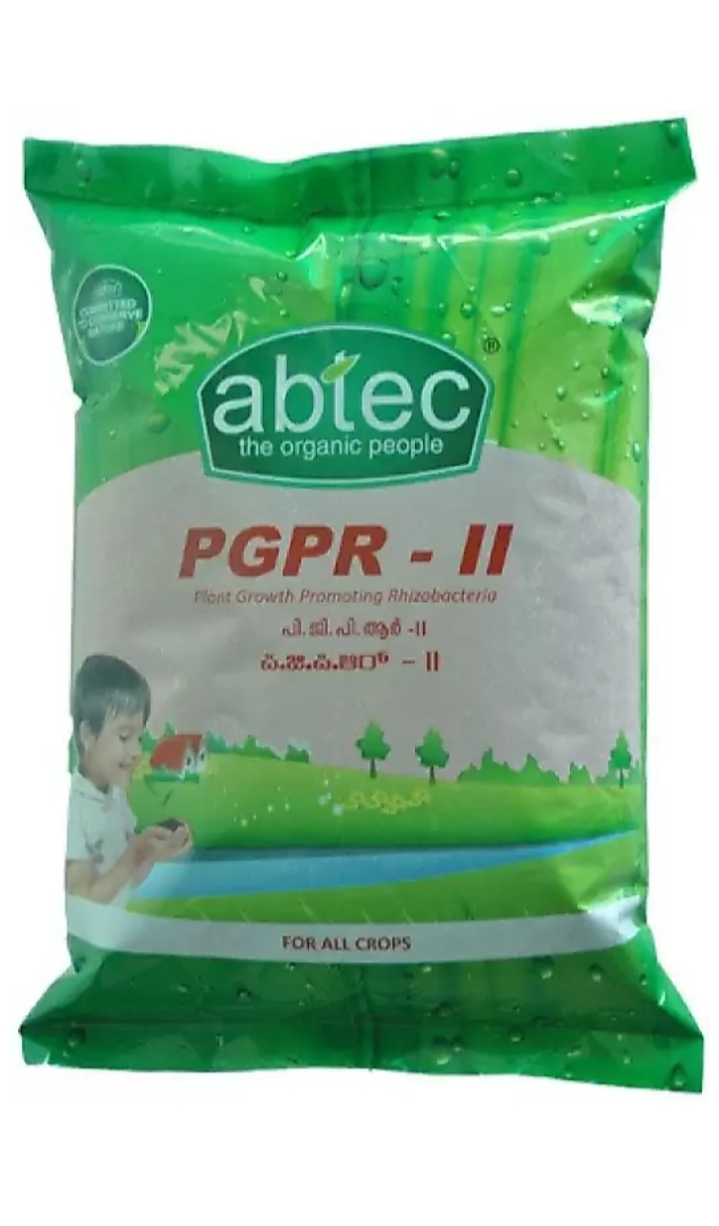 COMMITTED
TO CONSERVE
NATURE
abtec
®
the organic people
PGPR - II
Plant Growth Promoting Rhizobacteria
പി.ജി.പി.ആർ -II
ಪಿ.ಜಿ.ಪಿ.ಆರ್ - II
FOR ALL CROPS